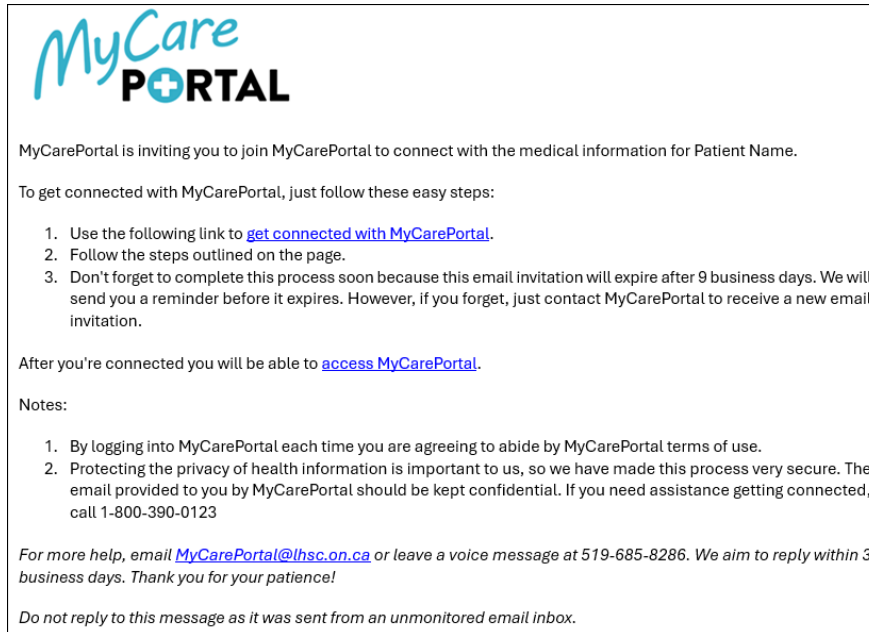 MyCare
PORTAL
MyCarePortal is inviting you to join MyCarePortal to connect with the medical information for Patient Name.
To get connected with MyCarePortal, just follow these easy steps:
1. Use the following link to get connected with MyCarePortal.
2. Follow the steps outlined on the page.
3. Don't forget to complete this process soon because this email invitation will expire after 9 business days. We will
send you a reminder before it expires. However, if you forget, just contact MyCarePortal to receive a new email
invitation.
After you're connected you will be able to access MyCarePortal.
Notes:
1. By logging into MyCarePortal each time you are agreeing to abide by MyCarePortal terms of use.
2. Protecting the privacy of health information is important to us, so we have made this process very secure. The
email provided to you by MyCarePortal should be kept confidential. If you need assistance getting connected,
call 1-800-390-0123
For more help, email MyCarePortal@lhsc.on.ca or leave a voice message at 519-685-8286. We aim to reply within 3
business days. Thank you for your patience!
Do not reply to this message as it was sent from an unmonitored email inbox.